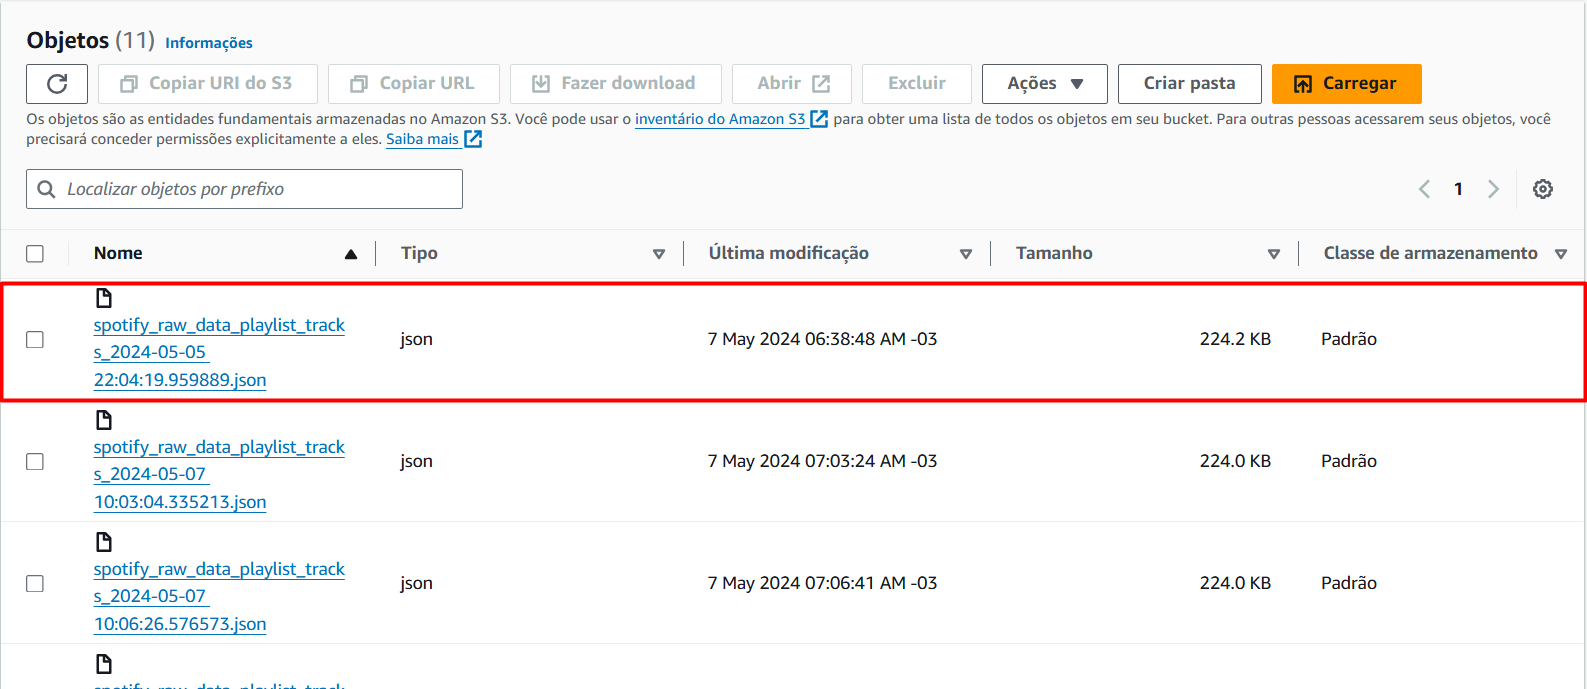 Objetos (11) Informações
Copiar URI do S3 Copiar URL Fazer download Abrir Excluir Ações Criar pasta Carregar
Os objetos são as entidades fundamentais armazenadas no Amazon S3. Você pode usar o inventário do Amazon S3 para obter uma lista de todos os objetos em seu bucket. Para outras pessoas acessarem seus objetos, você
precisará conceder permissões explicitamente a eles. Saiba mais
Localizar objetos por prefixo
1
Nome Tipo Última modificação Tamanho Classe de armazenamento
spotify_raw_data_playlist_track
s_2024-05-05
22:04:19.959889.json
json 7 May 2024 06:38:48 AM -03 224.2 KB Padrão
spotify_raw_data_playlist_track
s_2024-05-07
10:03:04.335213.json
json 7 May 2024 07:03:24 AM -03 224.0 KB Padrão
spotify_raw_data_playlist_track
s_2024-05-07
10:06:26.576573.json
json 7 May 2024 07:06:41 AM -03 224.0 KB Padrão